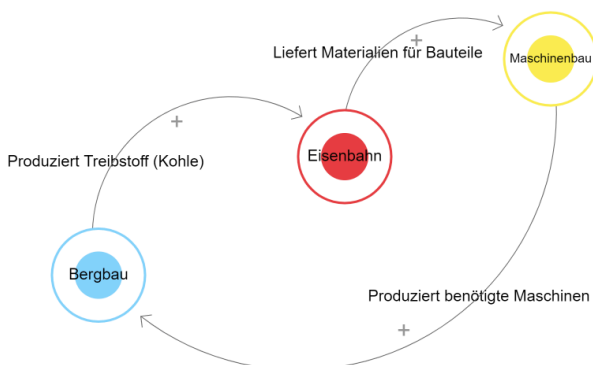 Liefert Materialien für Bauteile
Maschinenbau
+
+
Produziert Treibstoff (Kohle)
Eisenbahn
Bergbau
Produziert benötigte Maschinen
+